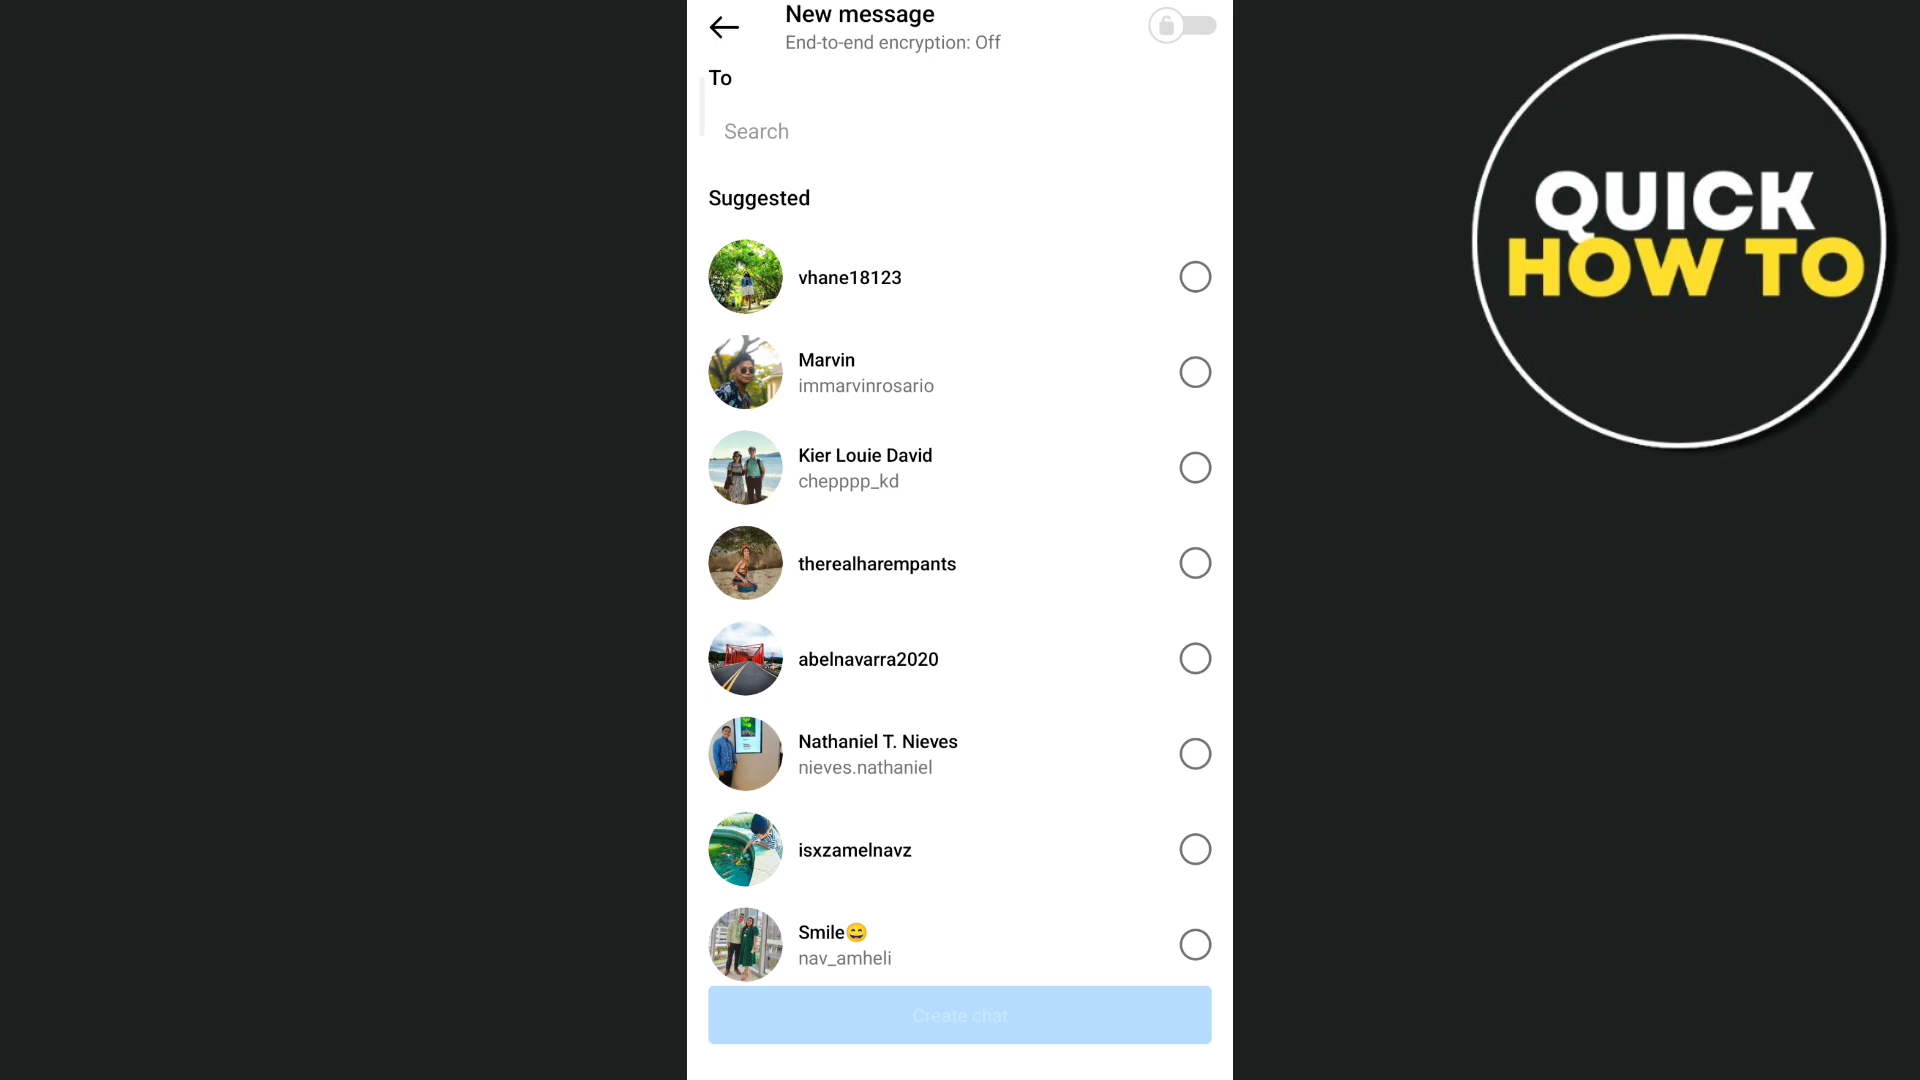 New message
End-to-end encryption: Off
To
Search
Suggested
vhane18123
Marvin
immarvinrosario
Kier Louie David
chepppp_kd
therealharempants
abelnavarra2020
Nathaniel T. Nieves
nieves.nathaniel
isxzamelnavz
Smile😄
nav_amheli
Create chat
QUICK
HOW TO